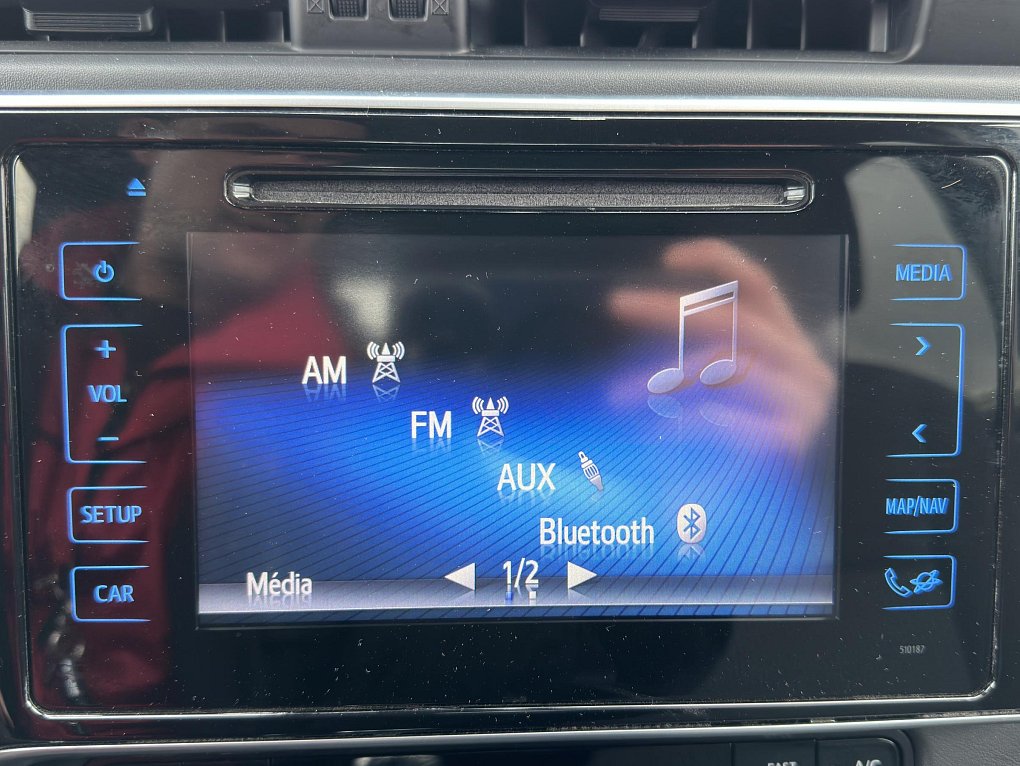 MEDIA
+
VOL
-
AM
FM
AUX
SETUP
MAP/NAV
Bluetooth
Média
1/2
CAR
510187
A/C